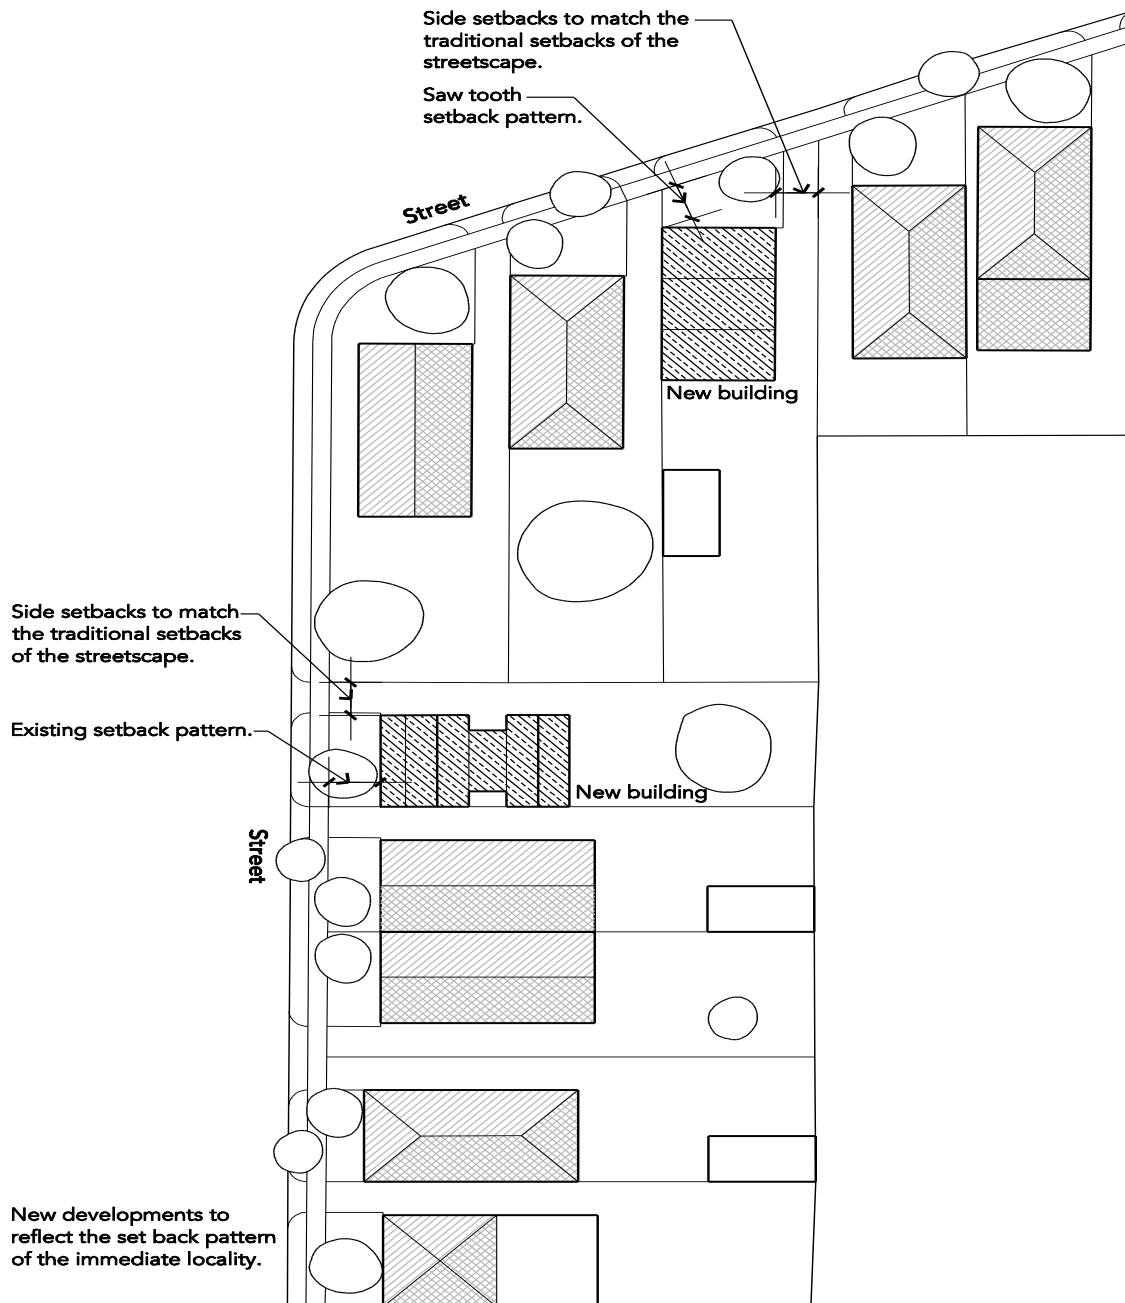 Side setbacks to match the
traditional setbacks of the
streetscape.
Saw tooth
setback pattern.
Street
New building
Side setbacks to match
the traditional setbacks
of the streetscape.
Existing setback pattern.
New building
Street
New developments to
reflect the set back pattern
of the immediate locality.